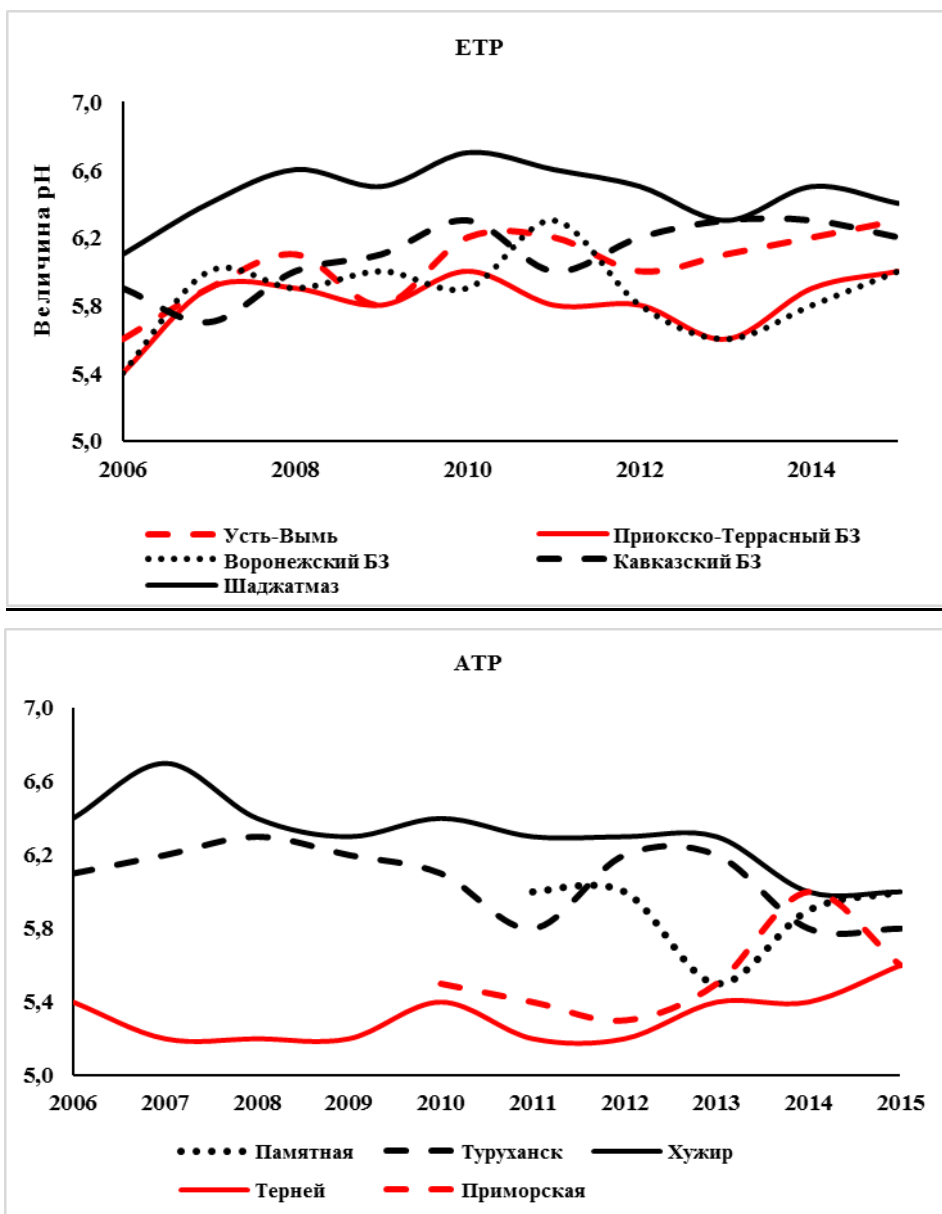 ЕТР
Величина рН
7,0
6,6
6,2
5,8
5,4
5,0
2006 2008 2010 2012 2014
Усть-Вымь Приокско-Террасный БЗ
Воронежский БЗ Кавказский БЗ
Шаджатмаз
АТР
7,0
6,6
6,2
5,8
5,4
5,0
2006 2007 2008 2009 2010 2011 2012 2013 2014 2015
Памятная Туруханск Хужир
Терней Приморская